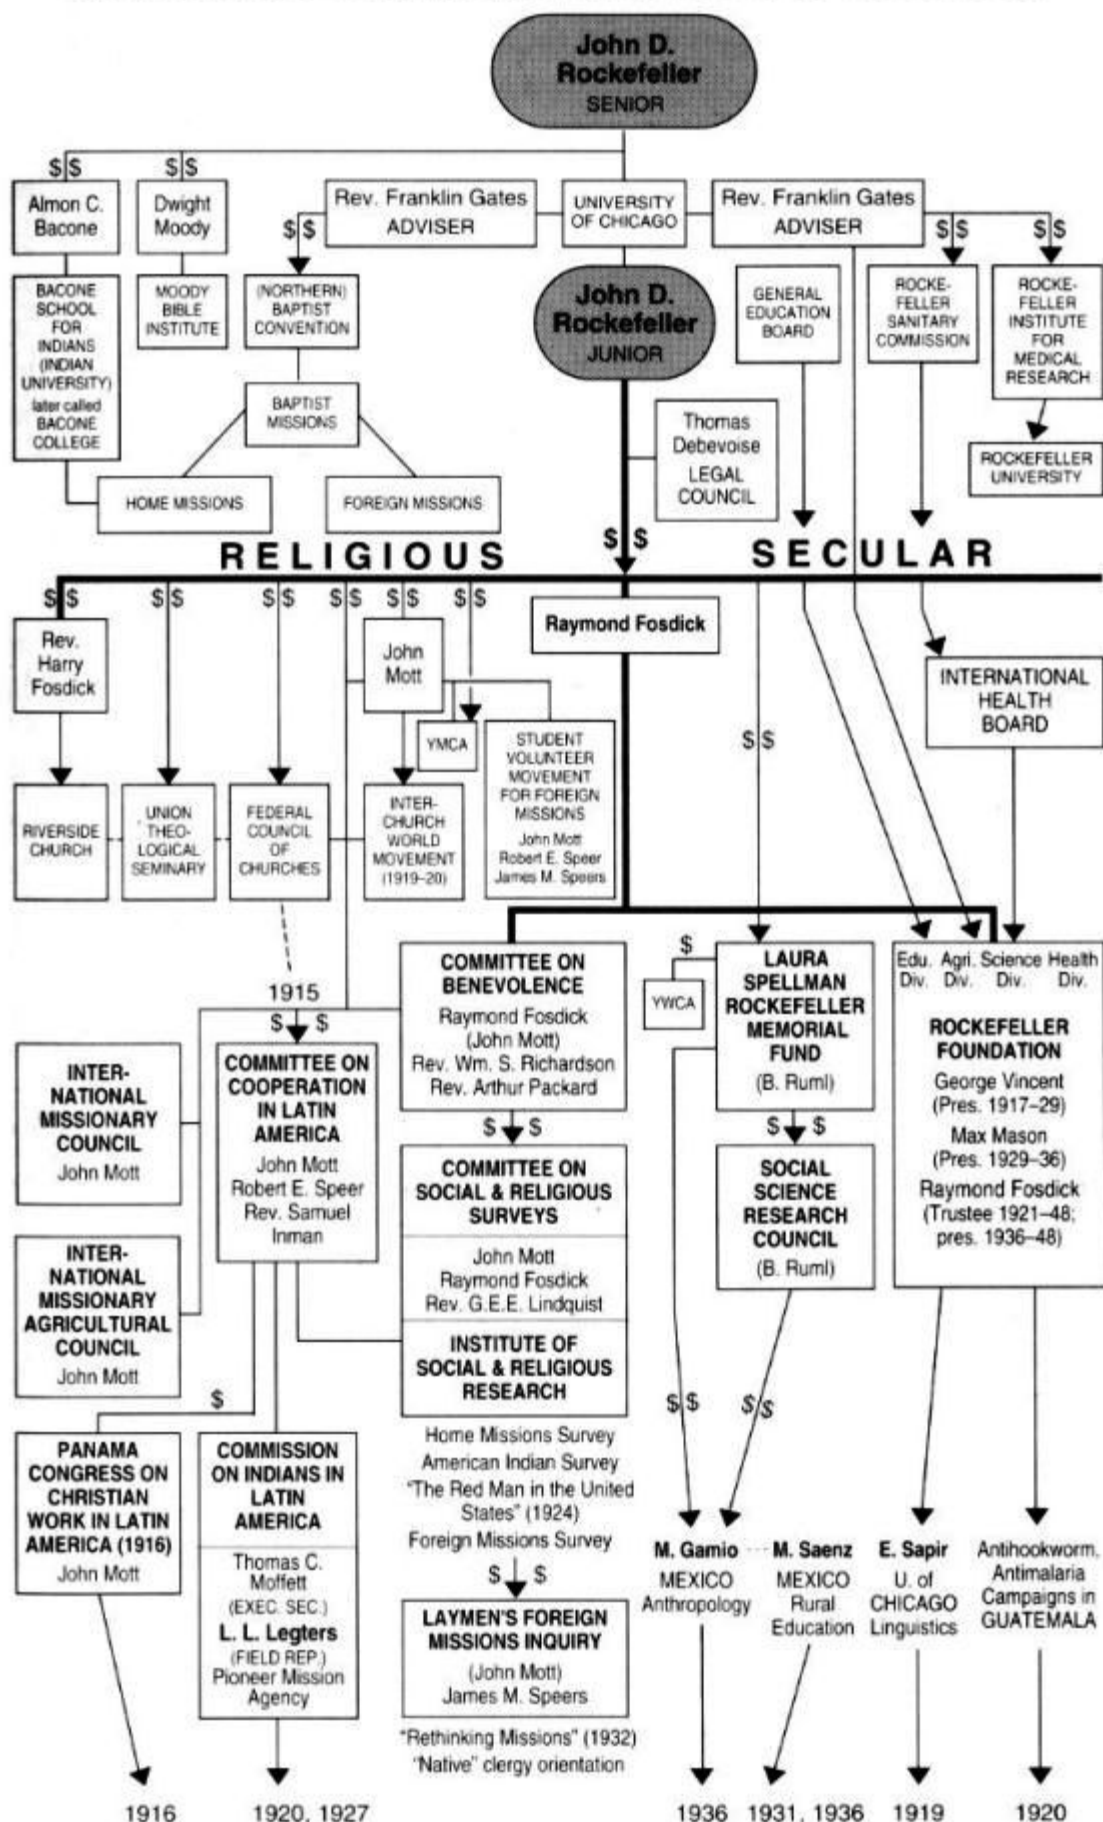 John D.
Rockefeller
SENIOR
$ $
$ $
Almon C.
Bacone
Dwight
Moody
Rev. Franklin Gates
ADVISER
UNIVERSITY
OF CHICAGO
Rev. Franklin Gates
ADVISER
$ $
$ $
$ $
BACONE
SCHOOL
FOR
INDIANS
(INDIAN
UNIVERSITY)
later called
BACONE
COLLEGE
MOODY
BIBLE
INSTITUTE
(NORTHERN)
BAPTIST
CONVENTION
John D.
Rockefeller
JUNIOR
GENERAL
EDUCATION
BOARD
ROCKE-
FELLER
SANITARY
COMMISSION
ROCKE-
FELLER
INSTITUTE
FOR
MEDICAL
RESEARCH
BAPTIST
MISSIONS
Thomas
Debevoise
LEGAL
COUNCIL
ROCKEFELLER
UNIVERSITY
HOME MISSIONS
FOREIGN MISSIONS
RELIGIOUS
$ $
SECULAR
$ $
$ $
$ $
$ $
$ $
Rev.
Harry
Fosdick
John
Mott
Raymond Fosdick
INTERNATIONAL
HEALTH
BOARD
YMCA
STUDENT
VOLUNTEER
MOVEMENT
FOR FOREIGN
MISSIONS
John Mott
Robert E. Speer
James M. Speers
$ $
RIVERSIDE
CHURCH
UNION
THEO-
LOGICAL
SEMINARY
FEDERAL
COUNCIL
OF
CHURCHES
INTER-
CHURCH
WORLD
MOVEMENT
(1919–20)
1915
$ $
COMMITTEE ON
BENEVOLENCE
Raymond Fosdick
(John Mott)
Rev. Wm. S. Richardson
Rev. Arthur Packard
$
YWCA
LAURA
SPELLMAN
ROCKEFELLER
MEMORIAL
FUND
(B. Ruml)
Edu. Agri. Science Health
Div. Div. Div. Div.
ROCKEFELLER
FOUNDATION
George Vincent
(Pres. 1917–29)
Max Mason
(Pres. 1929–36)
Raymond Fosdick
(Trustee 1921–48;
pres. 1936–48)
INTER-
NATIONAL
MISSIONARY
COUNCIL
John Mott
COMMITTEE ON
COOPERATION
IN LATIN
AMERICA
John Mott
Robert E. Speer
Rev. Samuel
Inman
$ $
COMMITTEE ON
SOCIAL & RELIGIOUS
SURVEYS
John Mott
Raymond Fosdick
Rev. G.E.E. Lindquist
INSTITUTE OF
SOCIAL & RELIGIOUS
RESEARCH
$ $
SOCIAL
SCIENCE
RESEARCH
COUNCIL
(B. Ruml)
INTER-
NATIONAL
MISSIONARY
AGRICULTURAL
COUNCIL
John Mott
$
PANAMA
CONGRESS ON
CHRISTIAN
WORK IN LATIN
AMERICA (1916)
John Mott
COMMISSION
ON INDIANS IN
LATIN
AMERICA
Thomas C.
Moffett
(EXEC. SEC.)
L. L. Legters
(FIELD REP.)
Pioneer Mission
Agency
Home Missions Survey
American Indian Survey
"The Red Man in the United
States" (1924)
Foreign Missions Survey
$ $
LAYMEN'S FOREIGN
MISSIONS INQUIRY
(John Mott)
James M. Speers
"Rethinking Missions" (1932)
"Native" clergy orientation
$ $
$ $
M. Gamio
MEXICO
Anthropology
M. Saenz
MEXICO
Rural
Education
E. Sapir
U. of
CHICAGO
Linguistics
Antihookworm,
Antimalaria
Campaigns in
GUATEMALA
1916
1920, 1927
1936
1931, 1936
1919
1920